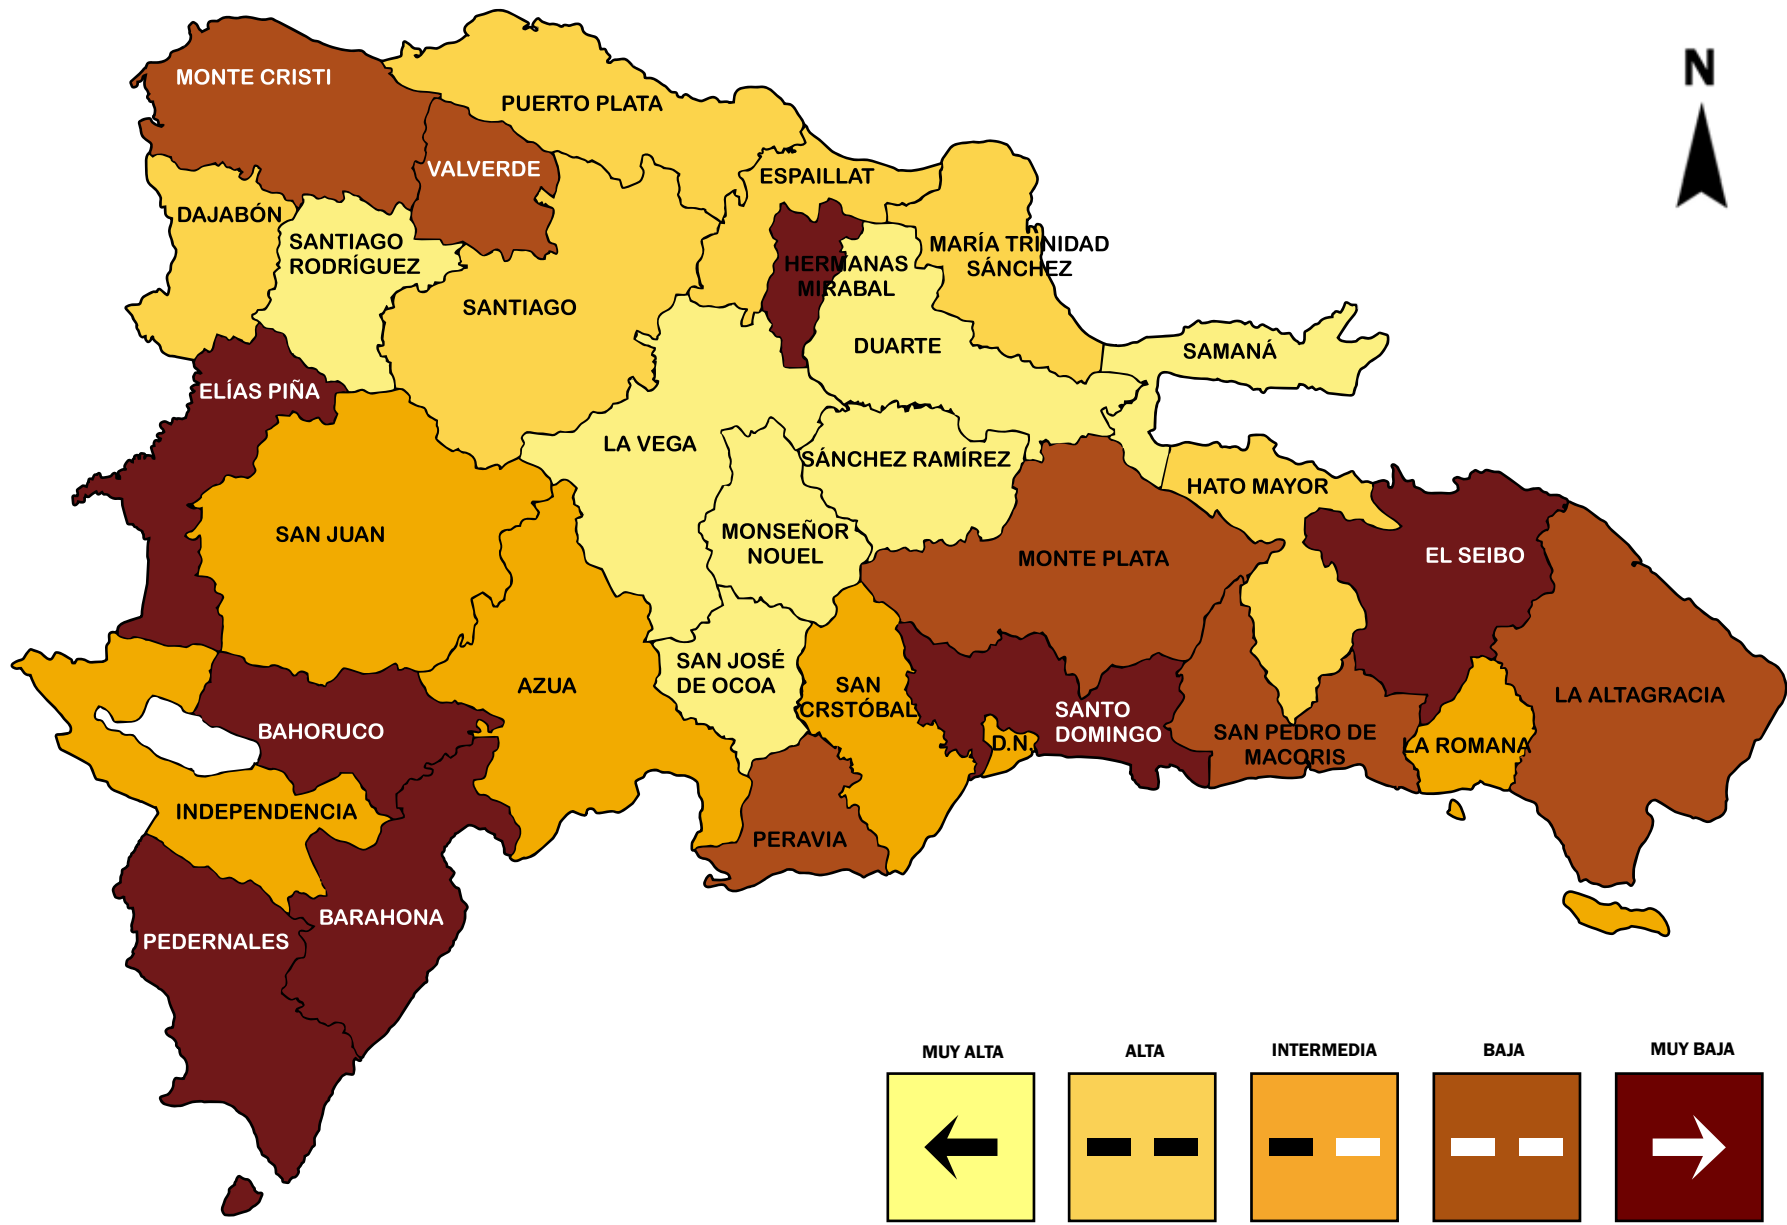 N
MONTE CRISTI
PUERTO PLATA
VALVERDE
ESPAILLAT
DAJABÓN
SANTIAGO
RODRÍGUEZ
MARÍA TRINIDAD
SÁNCHEZ
HERMANAS
MIRABAL
SANTIAGO
DUARTE
SAMANÁ
ELÍAS PIÑA
LA VEGA
SÁNCHEZ RAMÍREZ
HATO MAYOR
SAN JUAN
MONSEÑOR
NOUEL
MONTE PLATA
EL SEIBO
SAN JOSÉ
DE OCOA
AZUA
SAN
CRSTÓBAL
LA ALTAGRACIA
SANTO
DOMINGO
BAHORUCO
D.N.
SAN PEDRO DE
MACORIS
LA ROMANA
INDEPENDENCIA
PERAVIA
BARAHONA
PEDERNALES
MUY ALTA
ALTA
INTERMEDIA
BAJA
MUY BAJA